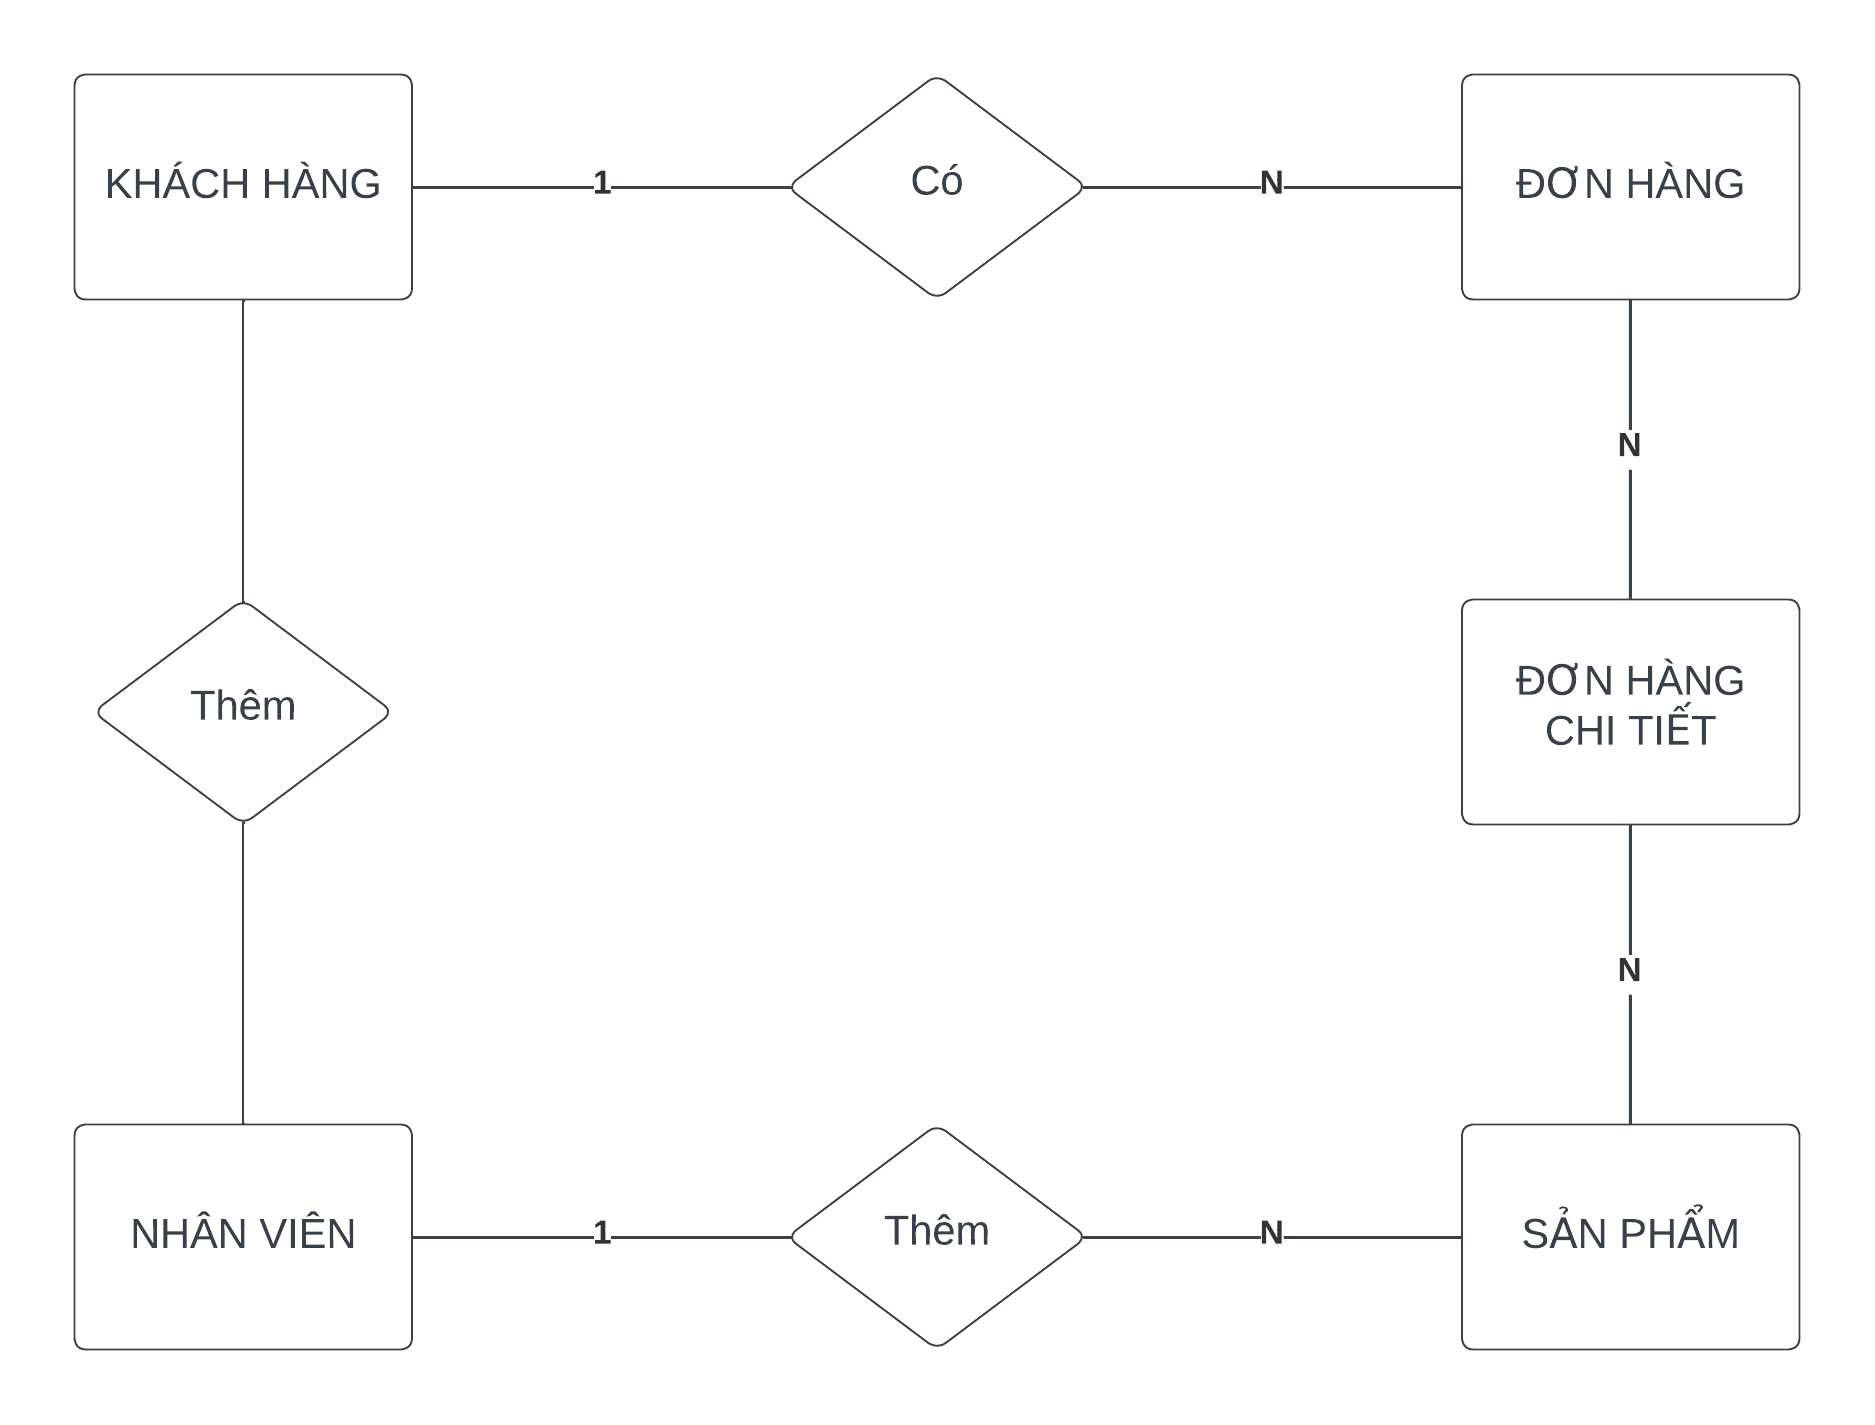 KHÁCH HÀNG
1
Có
N
ĐƠN HÀNG
N
Thêm
ĐƠN HÀNG
CHI TIẾT
N
NHÂN VIÊN
1
Thêm
N
SẢN PHẨM